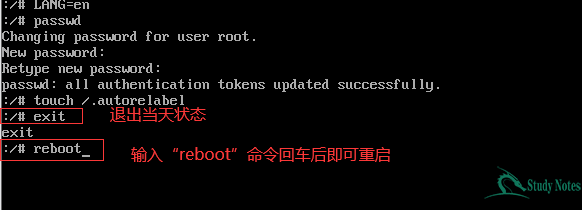 :/# LANG=en
:/# passwd
Changing password for user root.
New password:
Retype new password:
passwd: all authentication tokens updated successfully.
:/# touch /.autorelabel
:/# exit 退出当天状态
exit
:/# reboot_ 输入“reboot”命令回车后即可重启
Study Notes